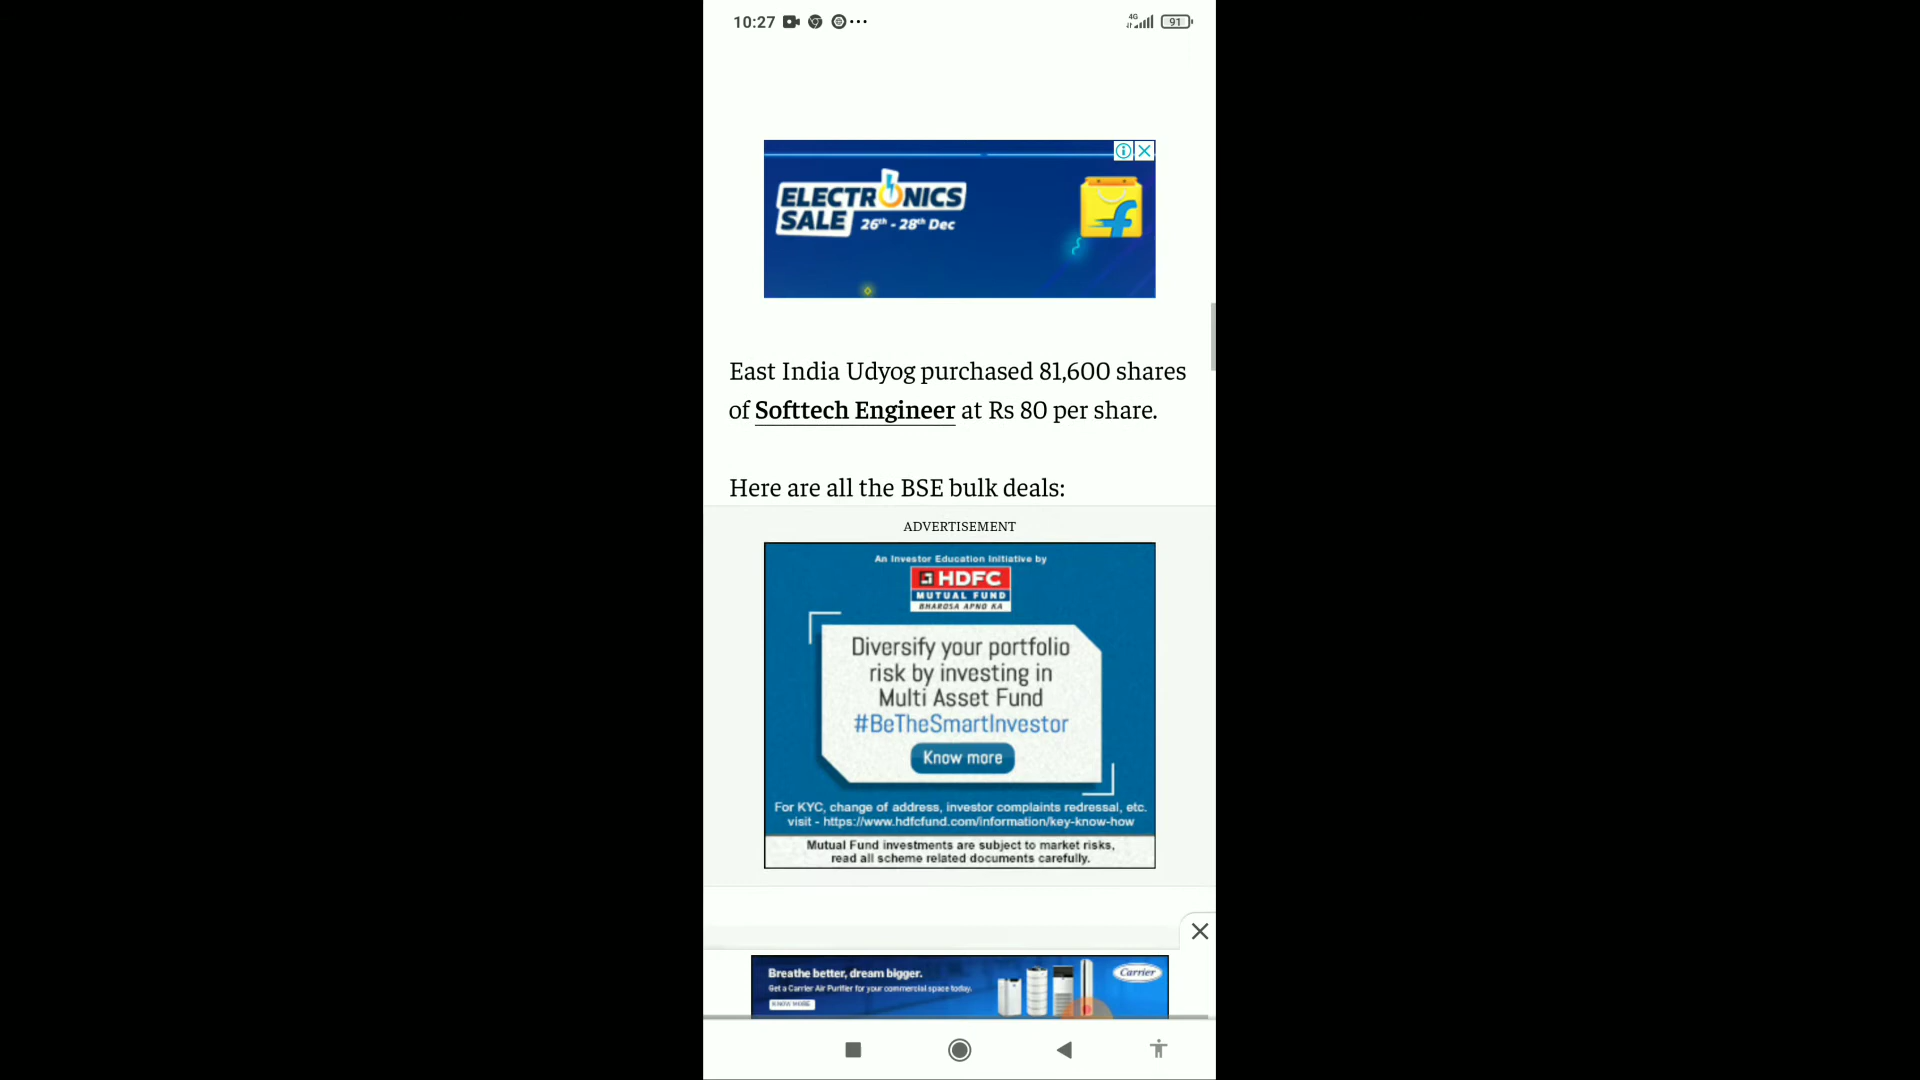 10:27
4G
91
ELECTRONICS
SALE 26th - 28th Dec
East India Udyog purchased 81,600 shares
of Softtech Engineer at Rs 80 per share.
Here are all the BSE bulk deals:
ADVERTISEMENT
An Investor Education Initiative by
HDFC
MUTUAL FUND
BHAROSA APNO KA
Diversify your portfolio
risk by investing in
Multi Asset Fund
#BeTheSmartInvestor
Know more
For KYC, change of address, investor complaints redressal, etc.
visit - https://www.hdfcfund.com/information/key-know-how
Mutual Fund investments are subject to market risks,
read all scheme related documents carefully.
Breathe better, dream bigger.
Carrier
Get a Carrier Air Purifier for your commercial space today.
KNOW MORE